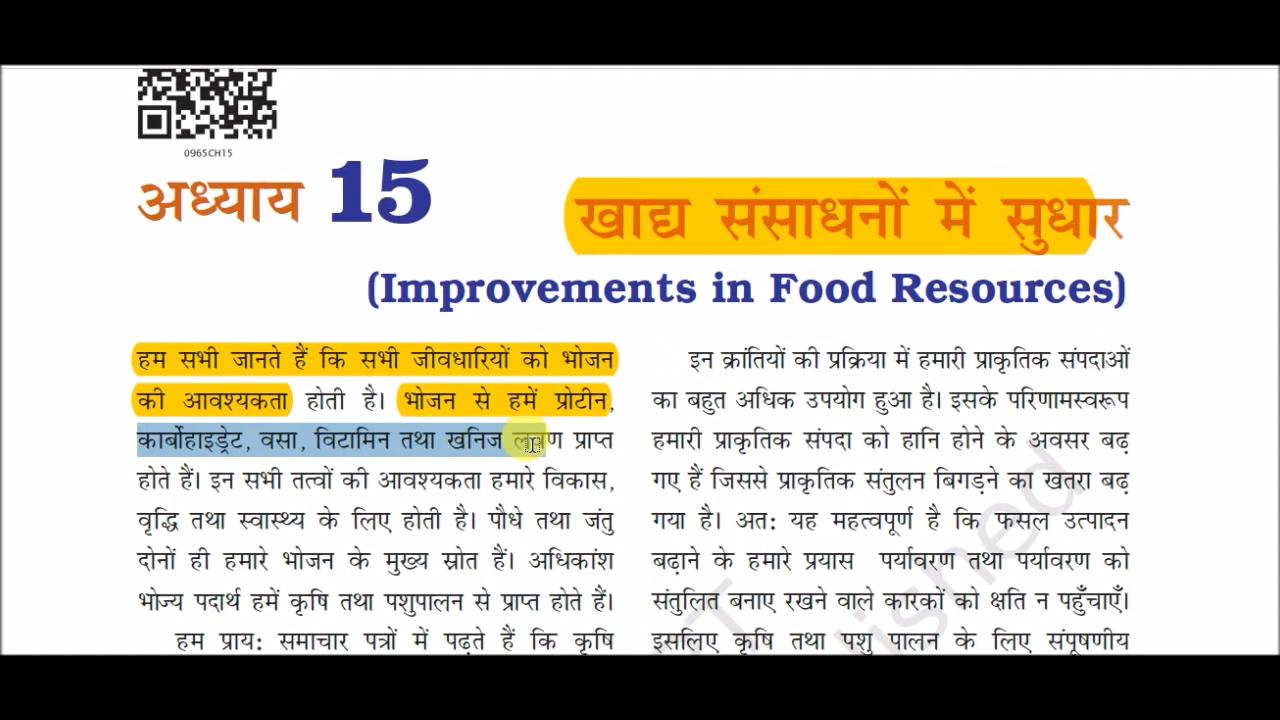 0965CH15
अध्याय 15
खाद्य संसाधनों में सुधार
(Improvements in Food Resources)
हम सभी जानते हैं कि सभी जीवधारियों को भोजन
की आवश्यकता होती है। भोजन से हमें प्रोटीन,
कार्बोहाइड्रेट, वसा, विटामिन तथा खनिज लवण प्राप्त
होते हैं। इन सभी तत्वों की आवश्यकता हमारे विकास,
वृद्धि तथा स्वास्थ्य के लिए होती है। पौधे तथा जंतु
दोनों ही हमारे भोजन के मुख्य स्रोत हैं। अधिकांश
भोज्य पदार्थ हमें कृषि तथा पशुपालन से प्राप्त होते हैं।
हम प्राय: समाचार पत्रों में पढ़ते हैं कि कृषि
इन क्रांतियों की प्रक्रिया में हमारी प्राकृतिक संपदाओं
का बहुत अधिक उपयोग हुआ है। इसके परिणामस्वरूप
हमारी प्राकृतिक संपदा को हानि होने के अवसर बढ़
गए हैं जिससे प्राकृतिक संतुलन बिगड़ने का खतरा बढ़
गया है। अत: यह महत्वपूर्ण है कि फसल उत्पादन
बढ़ाने के हमारे प्रयास पर्यावरण तथा पर्यावरण को
संतुलित बनाए रखने वाले कारकों को क्षति न पहुँचाएँ।
इसलिए कृषि तथा पशु पालन के लिए संपूषणीय